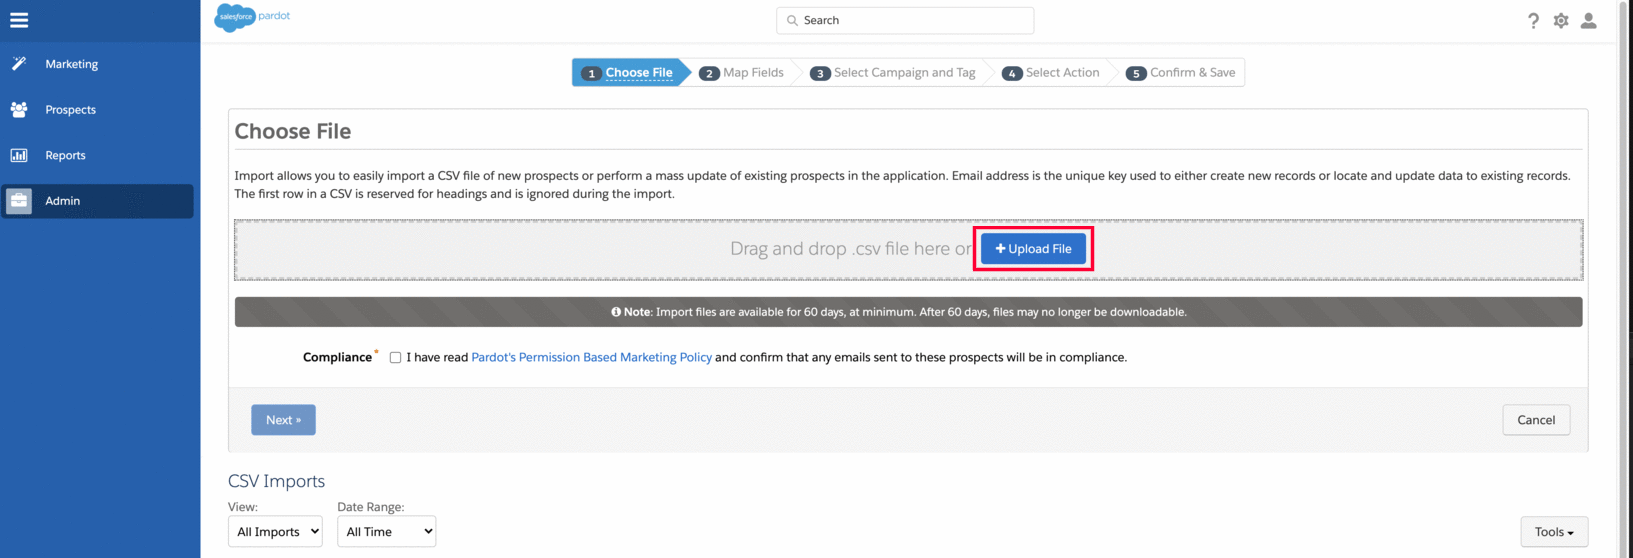 salesforce pardot
Search
?
Marketing
Prospects
Reports
Admin
1 Choose File 2 Map Fields 3 Select Campaign and Tag 4 Select Action 5 Confirm & Save
Choose File
Import allows you to easily import a CSV file of new prospects or perform a mass update of existing prospects in the application. Email address is the unique key used to either create new records or locate and update data to existing records.
The first row in a CSV is reserved for headings and is ignored during the import.
Drag and drop .csv file here or + Upload File
Note: Import files are available for 60 days, at minimum. After 60 days, files may no longer be downloadable.
Compliance * I have read Pardot's Permission Based Marketing Policy and confirm that any emails sent to these prospects will be in compliance.
Next » Cancel
CSV Imports
View: Date Range:
All Imports All Time Tools